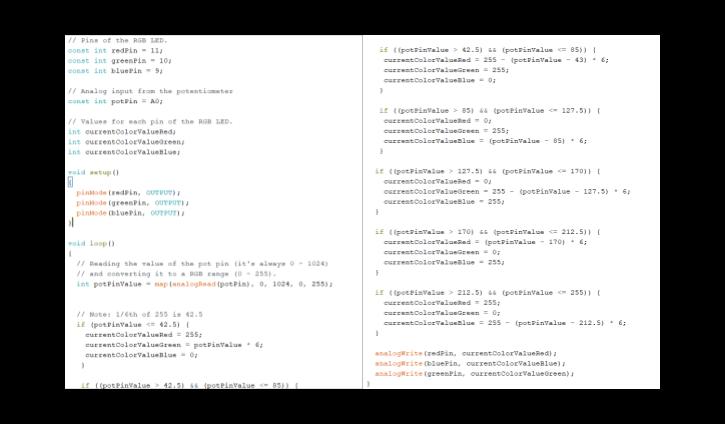 // Pins of the RGB LED.
const int redPin = 11;
const int greenPin = 10;
const int bluePin = 9;
// Analog input from the potentiometer
const int potPin = A0;
// Values for each pin of the RGB LED.
int currentColorValueRed;
int currentColorValueGreen;
int currentColorValueBlue;
void setup()
{
pinMode(redPin, OUTPUT);
pinMode(greenPin, OUTPUT);
pinMode(bluePin, OUTPUT);
}
void loop()
{
// Reading the value of the pot pin (it's always 0 - 1024)
// and converting it to a RGB range (0 - 255).
int potPinValue = map(analogRead(potPin), 0, 1024, 0, 255);
// Note: 1/6th of 255 is 42.5
if (potPinValue <= 42.5) {
currentColorValueRed = 255;
currentColorValueGreen = potPinValue * 6;
currentColorValueBlue = 0;
}
if ((potPinValue > 42.5) && (potPinValue <= 85)) {
if ((potPinValue > 42.5) && (potPinValue <= 85)) {
currentColorValueRed = 255 - (potPinValue - 43) * 6;
currentColorValueGreen = 255;
currentColorValueBlue = 0;
}
if ((potPinValue > 85) && (potPinValue <= 127.5)) {
currentColorValueRed = 0;
currentColorValueGreen = 255;
currentColorValueBlue = (potPinValue - 85) * 6;
}
if ((potPinValue > 127.5) && (potPinValue <= 170)) {
currentColorValueRed = 0;
currentColorValueGreen = 255 - (potPinValue - 127.5) * 6;
currentColorValueBlue = 255;
}
if ((potPinValue > 170) && (potPinValue <= 212.5)) {
currentColorValueRed = (potPinValue - 170) * 6;
currentColorValueGreen = 0;
currentColorValueBlue = 255;
}
if ((potPinValue > 212.5) && (potPinValue <= 255)) {
currentColorValueRed = 255;
currentColorValueGreen = 0;
currentColorValueBlue = 255 - (potPinValue - 212.5) * 6;
}
analogWrite(redPin, currentColorValueRed);
analogWrite(bluePin, currentColorValueBlue);
analogWrite(greenPin, currentColorValueGreen);
}